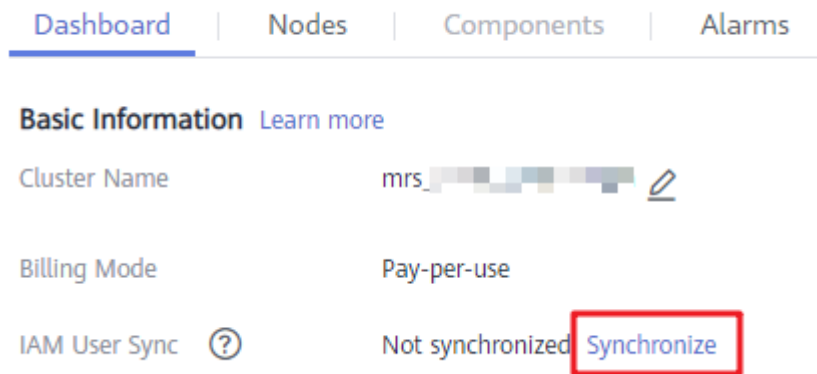 Dashboard Nodes Components Alarms
Basic Information Learn more
Cluster Name mrs_
Billing Mode Pay-per-use
IAM User Sync ? Not synchronized Synchronize